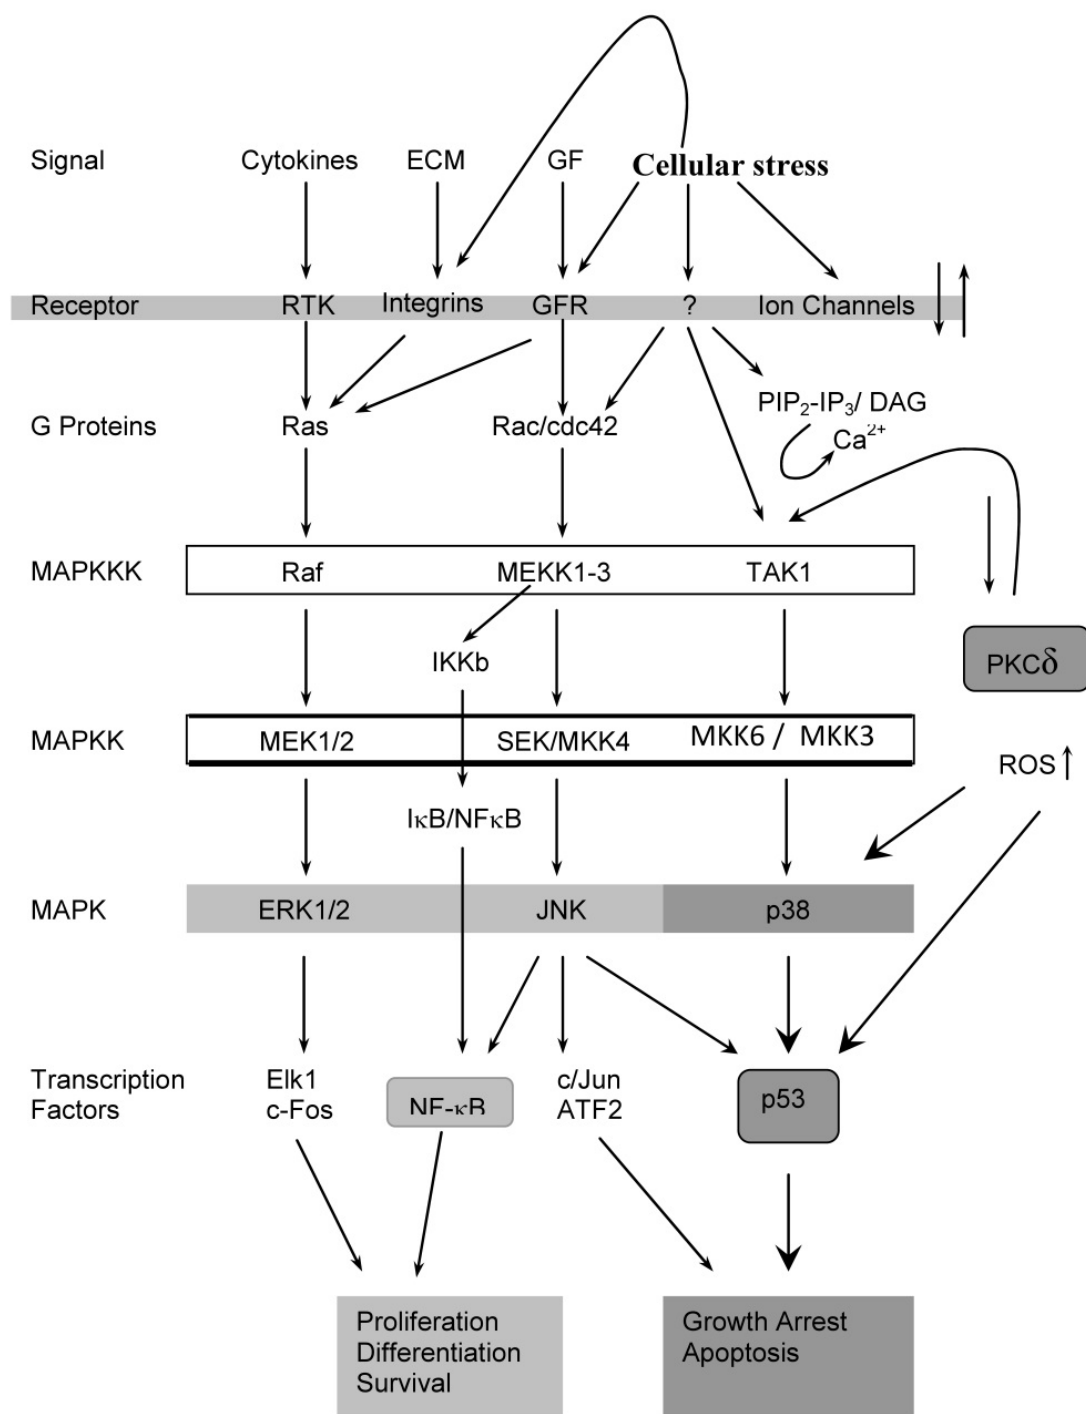 Signal Cytokines ECM GF Cellular stress
Receptor RTK Integrins GFR ? Ion Channels
G Proteins Ras Rac/cdc42 PIP₂-IP₃/ DAG
Ca²⁺
MAPKKK Raf MEKK1-3 TAK1
IKKb PKCδ
MAPKK MEK1/2 SEK/MKK4 MKK6 / MKK3
ROS
IκB/NFκB
MAPK ERK1/2 JNK p38
Transcription Elk1 c/Jun p53
Factors c-Fos NF-κB ATF2
Proliferation Growth Arrest
Differentiation Apoptosis
Survival